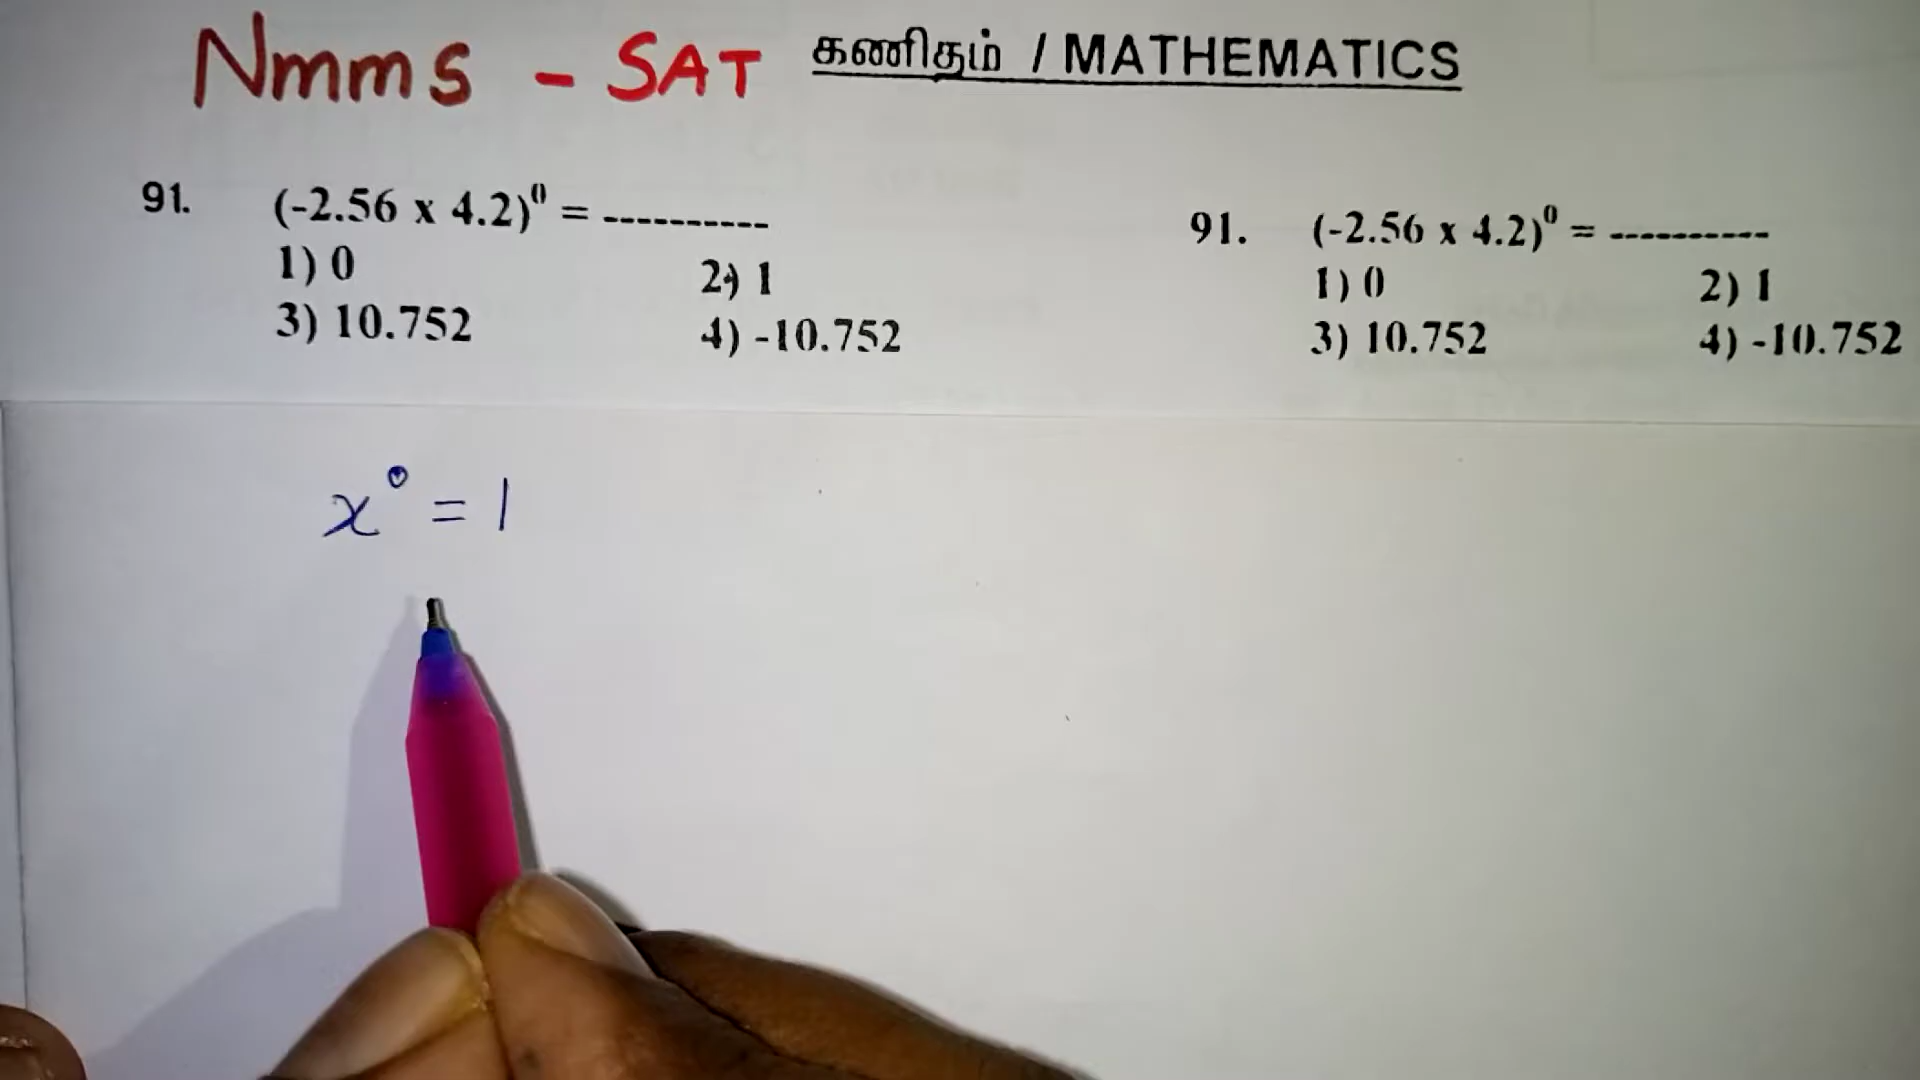 Nmms - SAT கணிதம் / MATHEMATICS
91. (-2.56 x 4.2)⁰ = ----------
1) 0 2) 1
3) 10.752 4) -10.752
91. (-2.56 x 4.2)⁰ = ----------
1) 0 2) 1
3) 10.752 4) -10.752
x⁰ = 1